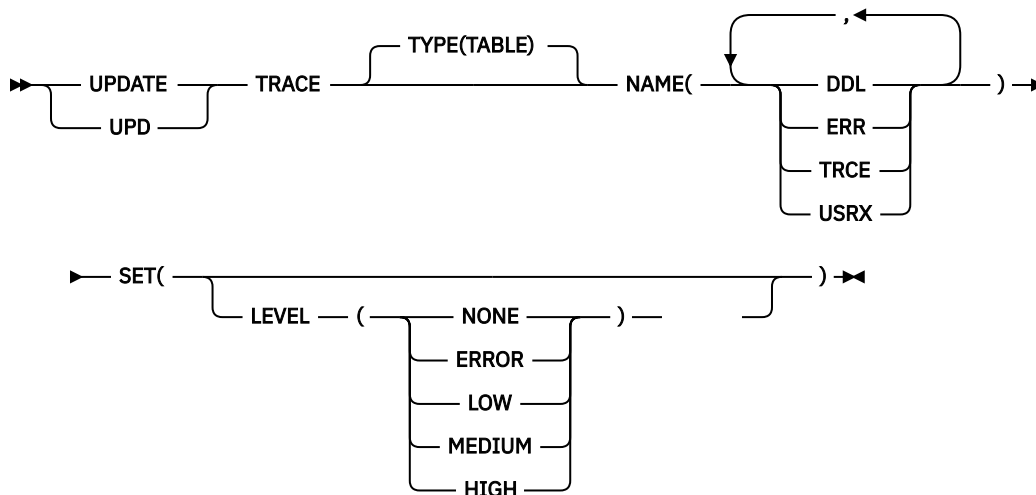 ,
TYPE(TABLE)
UPDATE TRACE NAME( DDL )
UPD ERR
TRCE
USRX
SET( )
LEVEL ( NONE )
ERROR
LOW
MEDIUM
HIGH